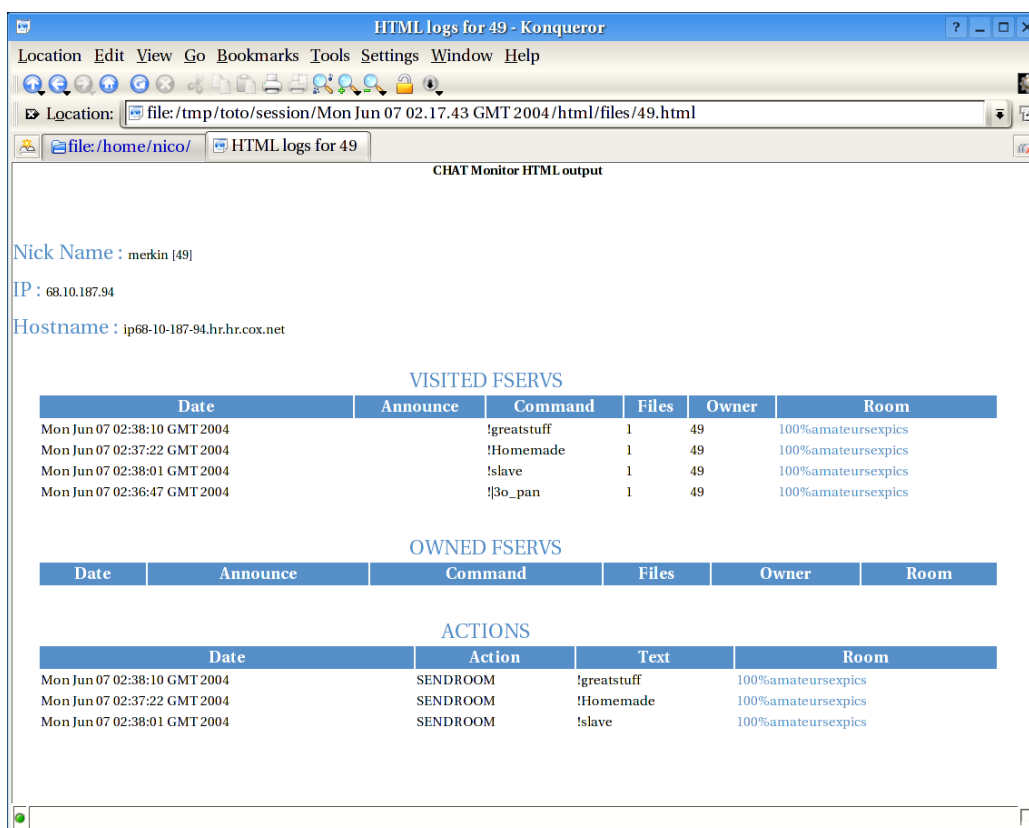 HTML logs for 49 - Konqueror
Location Edit View Go Bookmarks Tools Settings Window Help
Location: file:/tmp/toto/session/Mon Jun 07 02.17.43 GMT 2004/html/files/49.html
file:/home/nico/ HTML logs for 49
CHAT Monitor HTML output
Nick Name : merkin [49]
IP : 68.10.187.94
Hostname : ip68-10-187-94.hr.hr.cox.net
VISITED FSERVS
Date Announce Command Files Owner Room
Mon Jun 07 02:38:10 GMT 2004 !greatstuff 1 49 100%amateursexpics
Mon Jun 07 02:37:22 GMT 2004 !Homemade 1 49 100%amateursexpics
Mon Jun 07 02:38:01 GMT 2004 !slave 1 49 100%amateursexpics
Mon Jun 07 02:36:47 GMT 2004 !|3o_pan 1 49 100%amateursexpics
OWNED FSERVS
Date Announce Command Files Owner Room
ACTIONS
Date Action Text Room
Mon Jun 07 02:38:10 GMT 2004 SENDROOM !greatstuff 100%amateursexpics
Mon Jun 07 02:37:22 GMT 2004 SENDROOM !Homemade 100%amateursexpics
Mon Jun 07 02:38:01 GMT 2004 SENDROOM !slave 100%amateursexpics